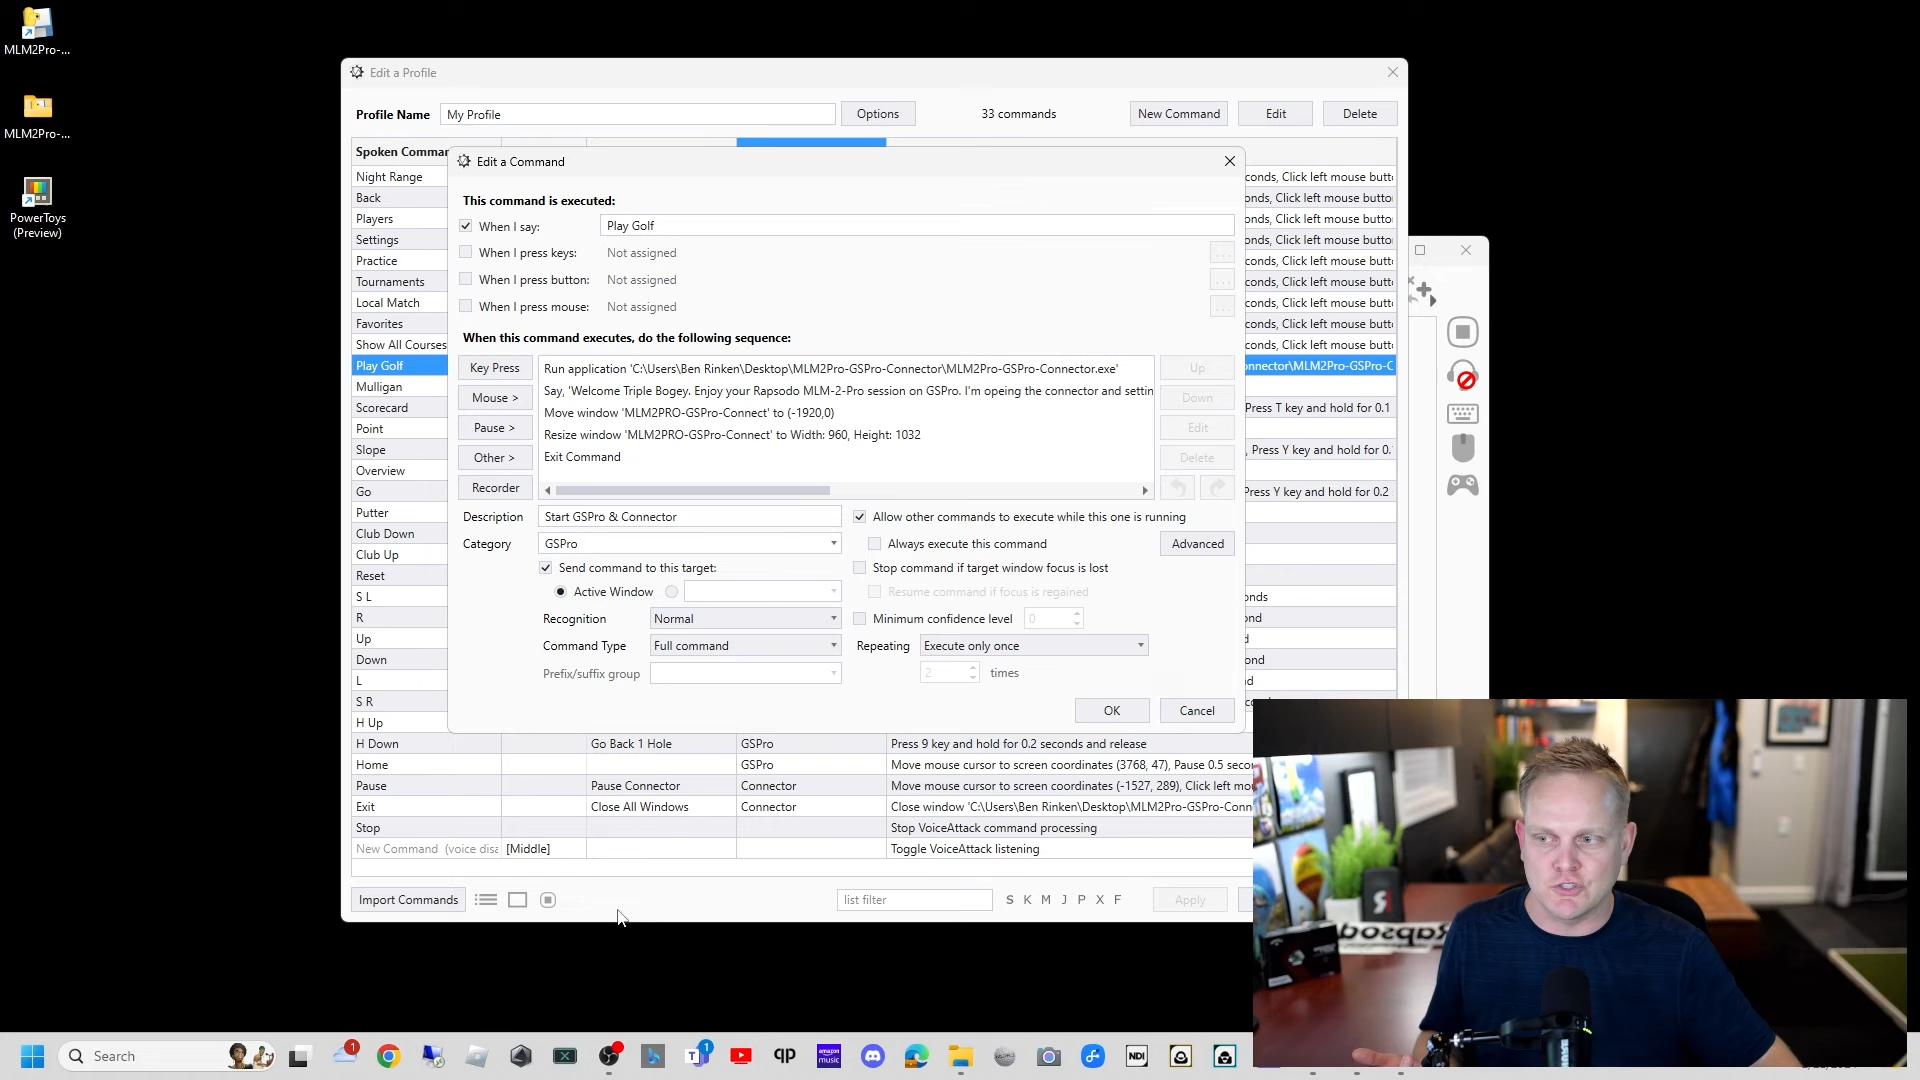 MLM2Pro-...
MLM2Pro-...
PowerToys
(Preview)
Edit a Profile
Profile Name
My Profile
Options
33 commands
New Command
Edit
Delete
Spoken Comman
Edit a Command
This command is executed:
When I say:
Play Golf
When I press keys:
Not assigned
...
When I press button:
Not assigned
...
When I press mouse:
Not assigned
...
When this command executes, do the following sequence:
Key Press
Mouse >
Pause >
Other >
Recorder
Run application 'C:\Users\Ben Rinken\Desktop\MLM2Pro-GSPro-Connector\MLM2Pro-GSPro-Connector.exe'
Say, 'Welcome Triple Bogey. Enjoy your Rapsodo MLM-2-Pro session on GSPro. I'm opeing the connector and settin
Move window 'MLM2PRO-GSPro-Connect' to (-1920,0)
Resize window 'MLM2PRO-GSPro-Connect' to Width: 960, Height: 1032
Exit Command
Up
Down
Edit
Delete
Description
Start GSPro & Connector
Category
GSPro
Send command to this target:
Active Window
Recognition
Normal
Command Type
Full command
Prefix/suffix group
Allow other commands to execute while this one is running
Always execute this command
Advanced
Stop command if target window focus is lost
Resume command if focus is regained
Minimum confidence level
0
Repeating
Execute only once
2
times
OK
Cancel
Night Range
Back
Players
Settings
Practice
Tournaments
Local Match
Favorites
Show All Courses
Play Golf
Mulligan
Scorecard
Point
Slope
Overview
Go
Putter
Club Down
Club Up
Reset
S L
R
Up
Down
L
S R
H Up
conds, Click left mouse butt
onds, Click left mouse butto
onds, Click left mouse butto
onds, Click left mouse butto
conds, Click left mouse butt
conds, Click left mouse butt
conds, Click left mouse butt
conds, Click left mouse butt
conds, Click left mouse butt
nnector\MLM2Pro-GSPro-C
Press T key and hold for 0.1
, Press Y key and hold for 0.
Press Y key and hold for 0.2
onds
ond
d
ond
nd
H Down Go Back 1 Hole GSPro Press 9 key and hold for 0.2 seconds and release
Home GSPro Move mouse cursor to screen coordinates (3768, 47), Pause 0.5 seco
Pause Pause Connector Connector Move mouse cursor to screen coordinates (-1527, 289), Click left mo
Exit Close All Windows Connector Close window 'C:\Users\Ben Rinken\Desktop\MLM2Pro-GSPro-Conn
Stop Stop VoiceAttack command processing
New Command (voice disa [Middle] Toggle VoiceAttack listening
Import Commands
list filter
S K M J P X F
Apply
Rapsod
Search
1
1
amazon music
NDI